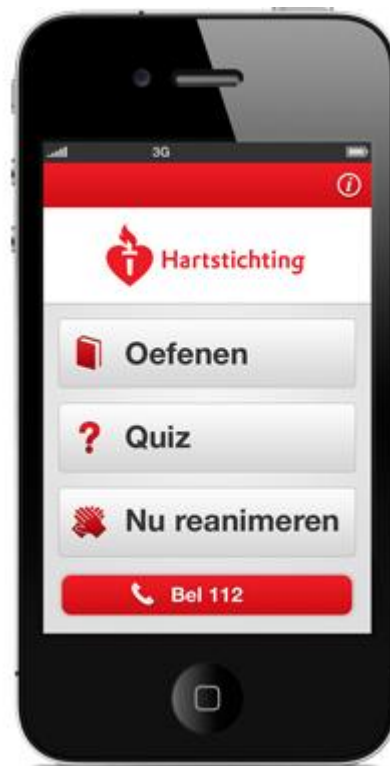 3G
i
Hartstichting
Oefenen
? Quiz
Nu reanimeren
Bel 112